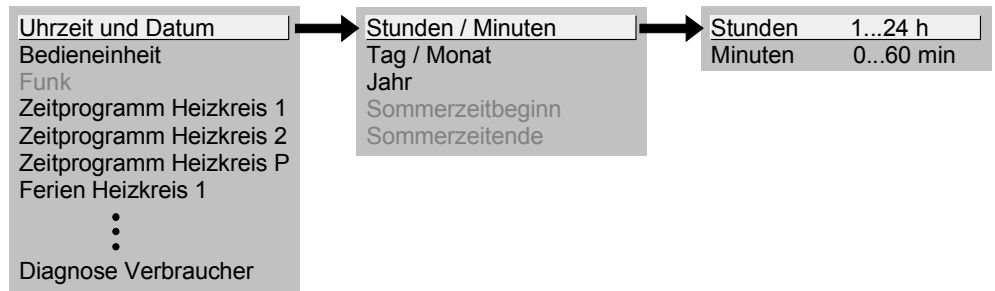 Uhrzeit und Datum
Bedieneinheit
Funk
Zeitprogramm Heizkreis 1
Zeitprogramm Heizkreis 2
Zeitprogramm Heizkreis P
Ferien Heizkreis 1
Diagnose Verbraucher
Stunden / Minuten
Tag / Monat
Jahr
Sommerzeitbeginn
Sommerzeitende
Stunden 1...24 h
Minuten 0...60 min